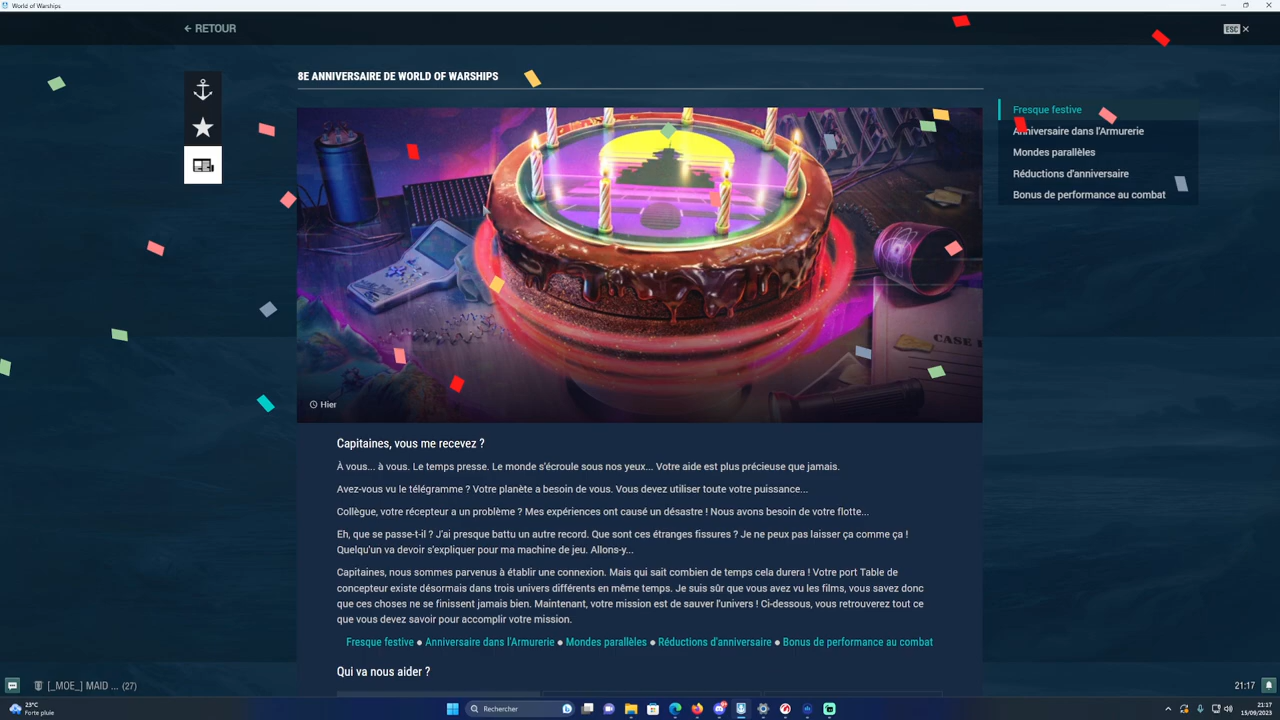 World of Warships
RETOUR
ESC
8E ANNIVERSAIRE DE WORLD OF WARSHIPS
Fresque festive
Anniversaire dans l'Armurerie
Mondes parallèles
Réductions d'anniversaire
Bonus de performance au combat
CASE
Hier
Capitaines, vous me recevez ?
À vous... à vous. Le temps presse. Le monde s'écroule sous nos yeux... Votre aide est plus précieuse que jamais.
Avez-vous vu le télégramme ? Votre planète a besoin de vous. Vous devez utiliser toute votre puissance...
Collègue, votre récepteur a un problème ? Mes expériences ont causé un désastre ! Nous avons besoin de votre flotte...
Eh, que se passe-t-il ? J'ai presque battu un autre record. Que sont ces étranges fissures ? Je ne peux pas laisser ça comme ça !
Quelqu'un va devoir s'expliquer pour ma machine de jeu. Allons-y...
Capitaines, nous sommes parvenus à établir une connexion. Mais qui sait combien de temps cela durera ! Votre port Table de
concepteur existe désormais dans trois univers différents en même temps. Je suis sûr que vous avez vu les films, vous savez donc
que ces choses ne se finissent jamais bien. Maintenant, votre mission est de sauver l'univers ! Ci-dessous, vous retrouverez tout ce
que vous devez savoir pour accomplir votre mission.
Fresque festive ● Anniversaire dans l'Armurerie ● Mondes parallèles ● Réductions d'anniversaire ● Bonus de performance au combat
Qui va nous aider ?
[_MOE_] MAID ... (27)
21:17
23°C
Forte pluie
Rechercher
21:17
15/09/2023